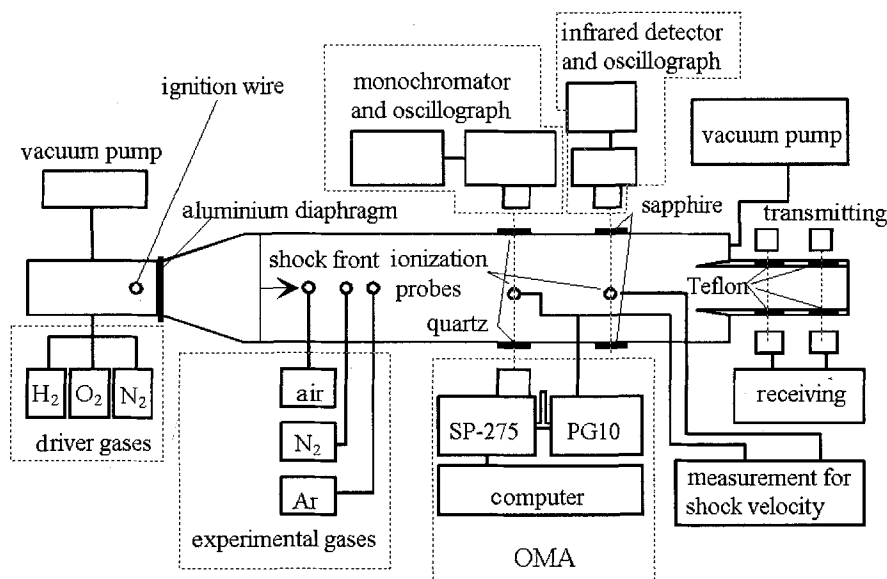 infrared detector
and oscillograph
monochromator
and oscillograph
ignition wire
vacuum pump
vacuum pump
aluminium diaphragm
sapphire
transmitting
shock front
ionization
probes
Teflon
quartz
H₂
O₂
N₂
driver gases
air
N₂
Ar
experimental gases
SP-275
PG10
computer
OMA
receiving
measurement for
shock velocity